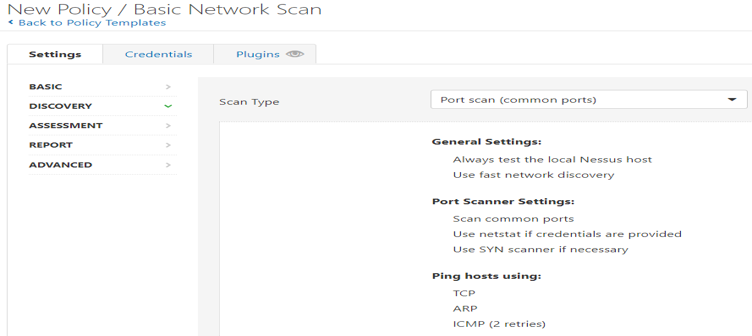 New Policy / Basic Network Scan
Back to Policy Templates
Settings Credentials Plugins
BASIC
DISCOVERY
ASSESSMENT
REPORT
ADVANCED
Scan Type Port scan (common ports)
General Settings:
Always test the local Nessus host
Use fast network discovery
Port Scanner Settings:
Scan common ports
Use netstat if credentials are provided
Use SYN scanner if necessary
Ping hosts using:
TCP
ARP
ICMP (2 retries)